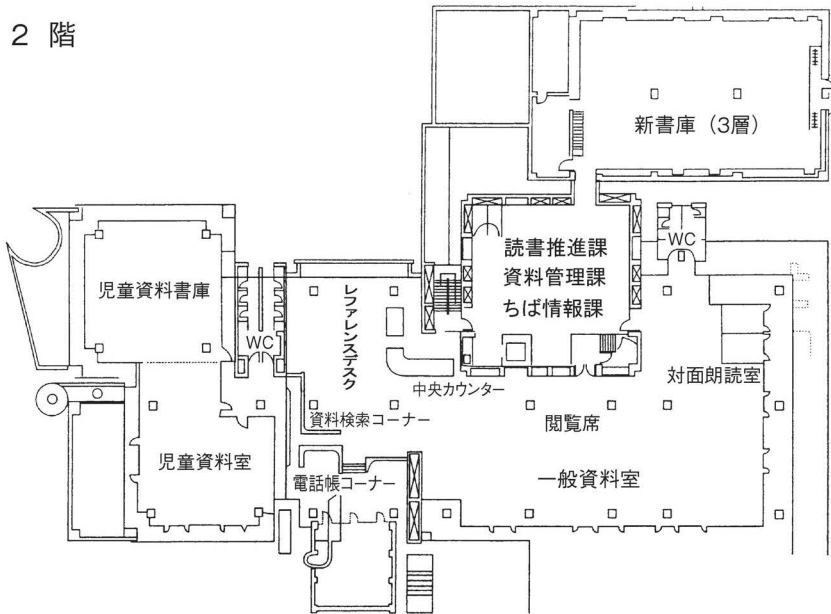 2 階
新書庫（3層）
読書推進課
資料管理課
ちば情報課
WC
児童資料書庫
WC
レファレンスデスク
中央カウンター
対面朗読室
資料検索コーナー
閲覧席
児童資料室
電話帳コーナー
一般資料室